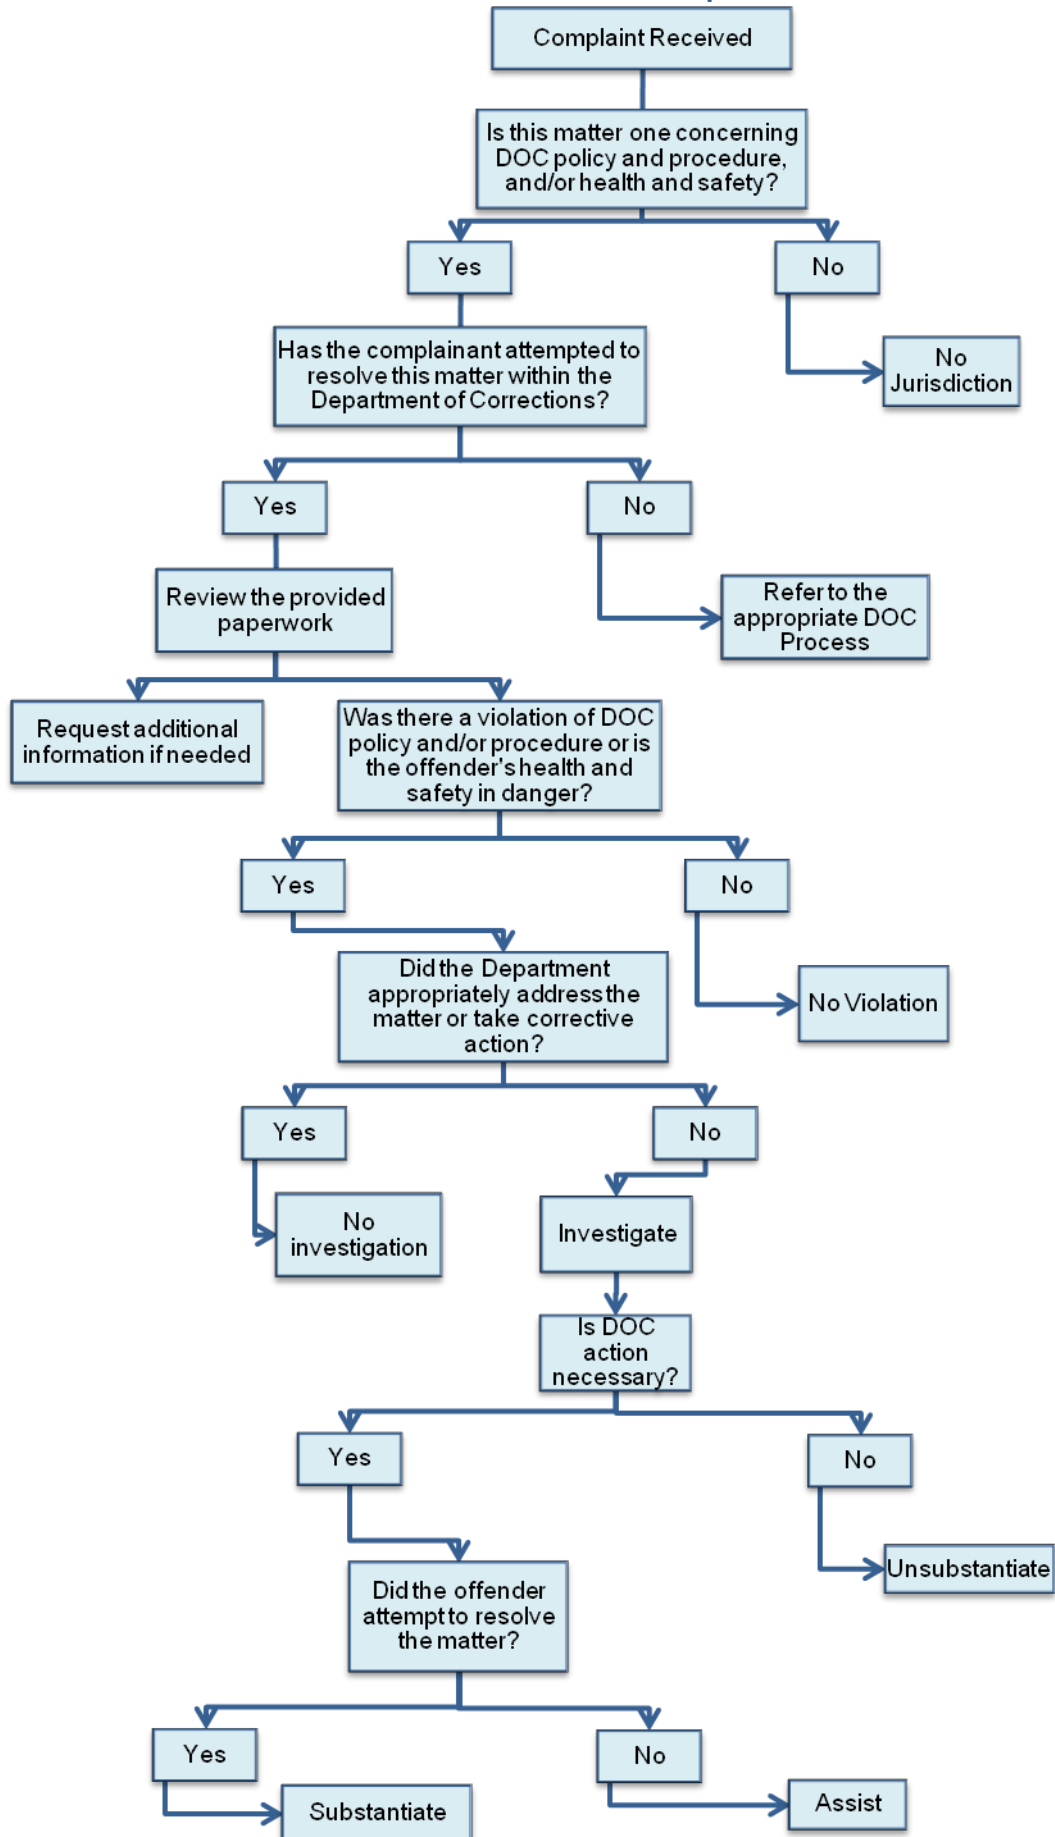 Complaint Received
Is this matter one concerning
DOC policy and procedure,
and/or health and safety?
Yes
No
No
Jurisdiction
Has the complainant attempted to
resolve this matter within the
Department of Corrections?
Yes
No
Refer to the
appropriate DOC
Process
Review the provided
paperwork
Request additional
information if needed
Was there a violation of DOC
policy and/or procedure or is
the offender's health and
safety in danger?
Yes
No
No Violation
Did the Department
appropriately address the
matter or take corrective
action?
Yes
No
No
investigation
Investigate
Is DOC
action
necessary?
Yes
No
Unsubstantiate
Did the offender
attempt to resolve
the matter?
Yes
No
Substantiate
Assist